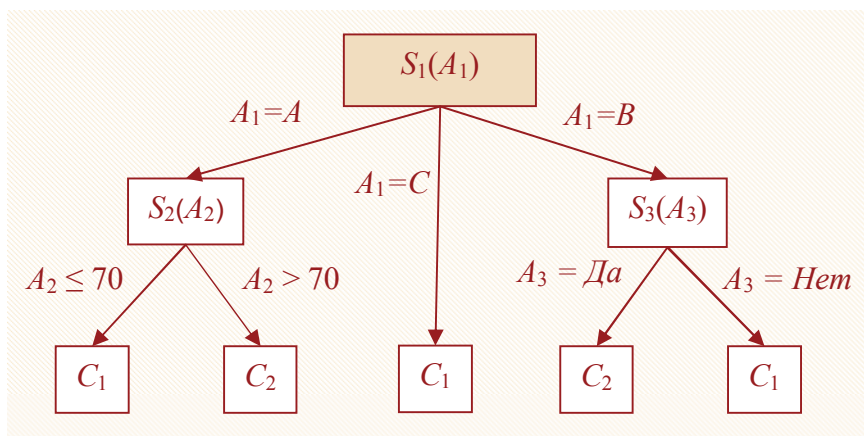 S₁(A₁)
A₁=A
A₁=C
A₁=B
S₂(A₂)
S₃(A₃)
A₂ ≤ 70
A₂ > 70
A₃ = Да
A₃ = Нет
C₁
C₂
C₁
C₂
C₁